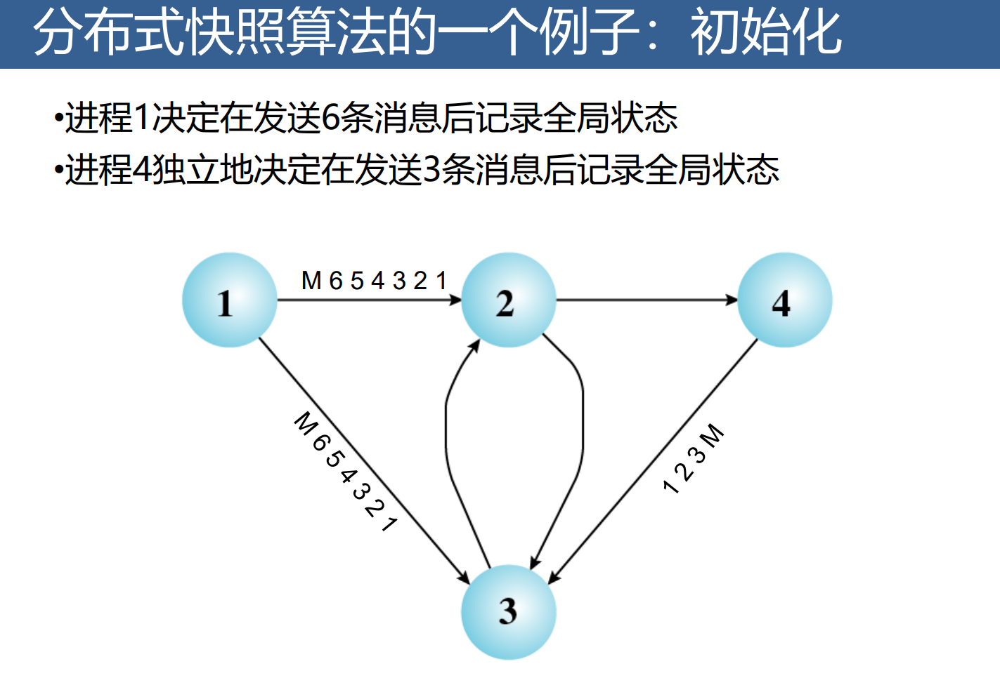 分布式快照算法的一个例子：初始化
•进程1决定在发送6条消息后记录全局状态
•进程4独立地决定在发送3条消息后记录全局状态
M 6 5 4 3 2 1
1
2
4
M 6 5 4 3 2 1
1 2 3 M
3